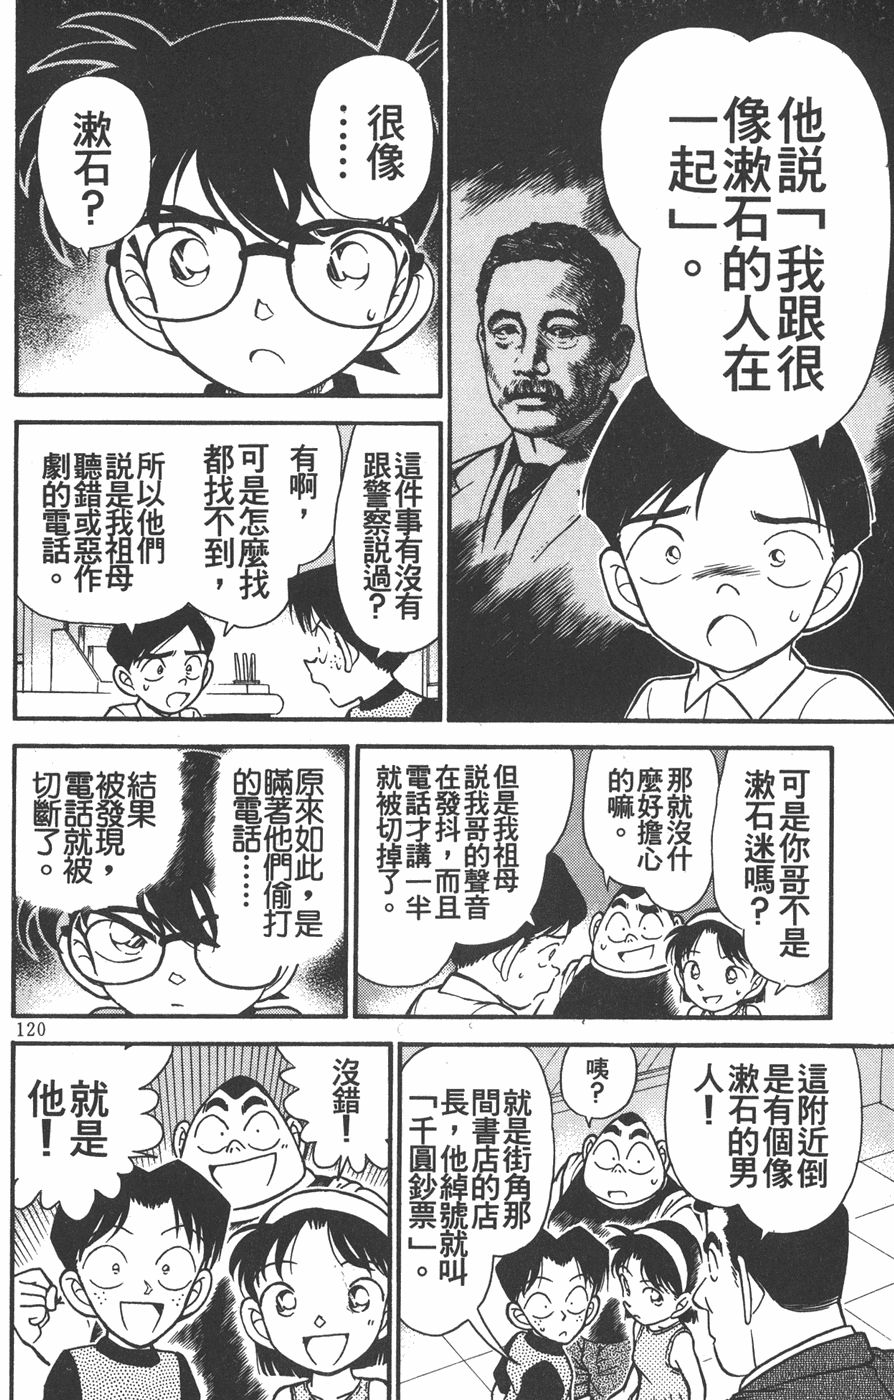 他說「我跟很
像漱石的人在
一起」。
很像
……
漱石？
這件事有沒有
跟警察說過？
有啊，
可是怎麼找
都找不到，
所以他們
說是我祖母
聽錯或惡作
劇的電話。
可是你哥不是
漱石迷嗎？
那就沒什
麼好擔心
的嘛。
但是我祖母
說我哥的聲音
在發抖，而且
電話才講一半
就被切掉了。
原來如此，是
瞞著他們偷打
的電話……
結果
被發現，
電話就被
切斷了。
120
這附近倒
是有個像
漱石的男
人！
咦？
就是街角那
間書店的店
長，他綽號就叫
「千圓鈔票」。
沒錯！
就是
他！